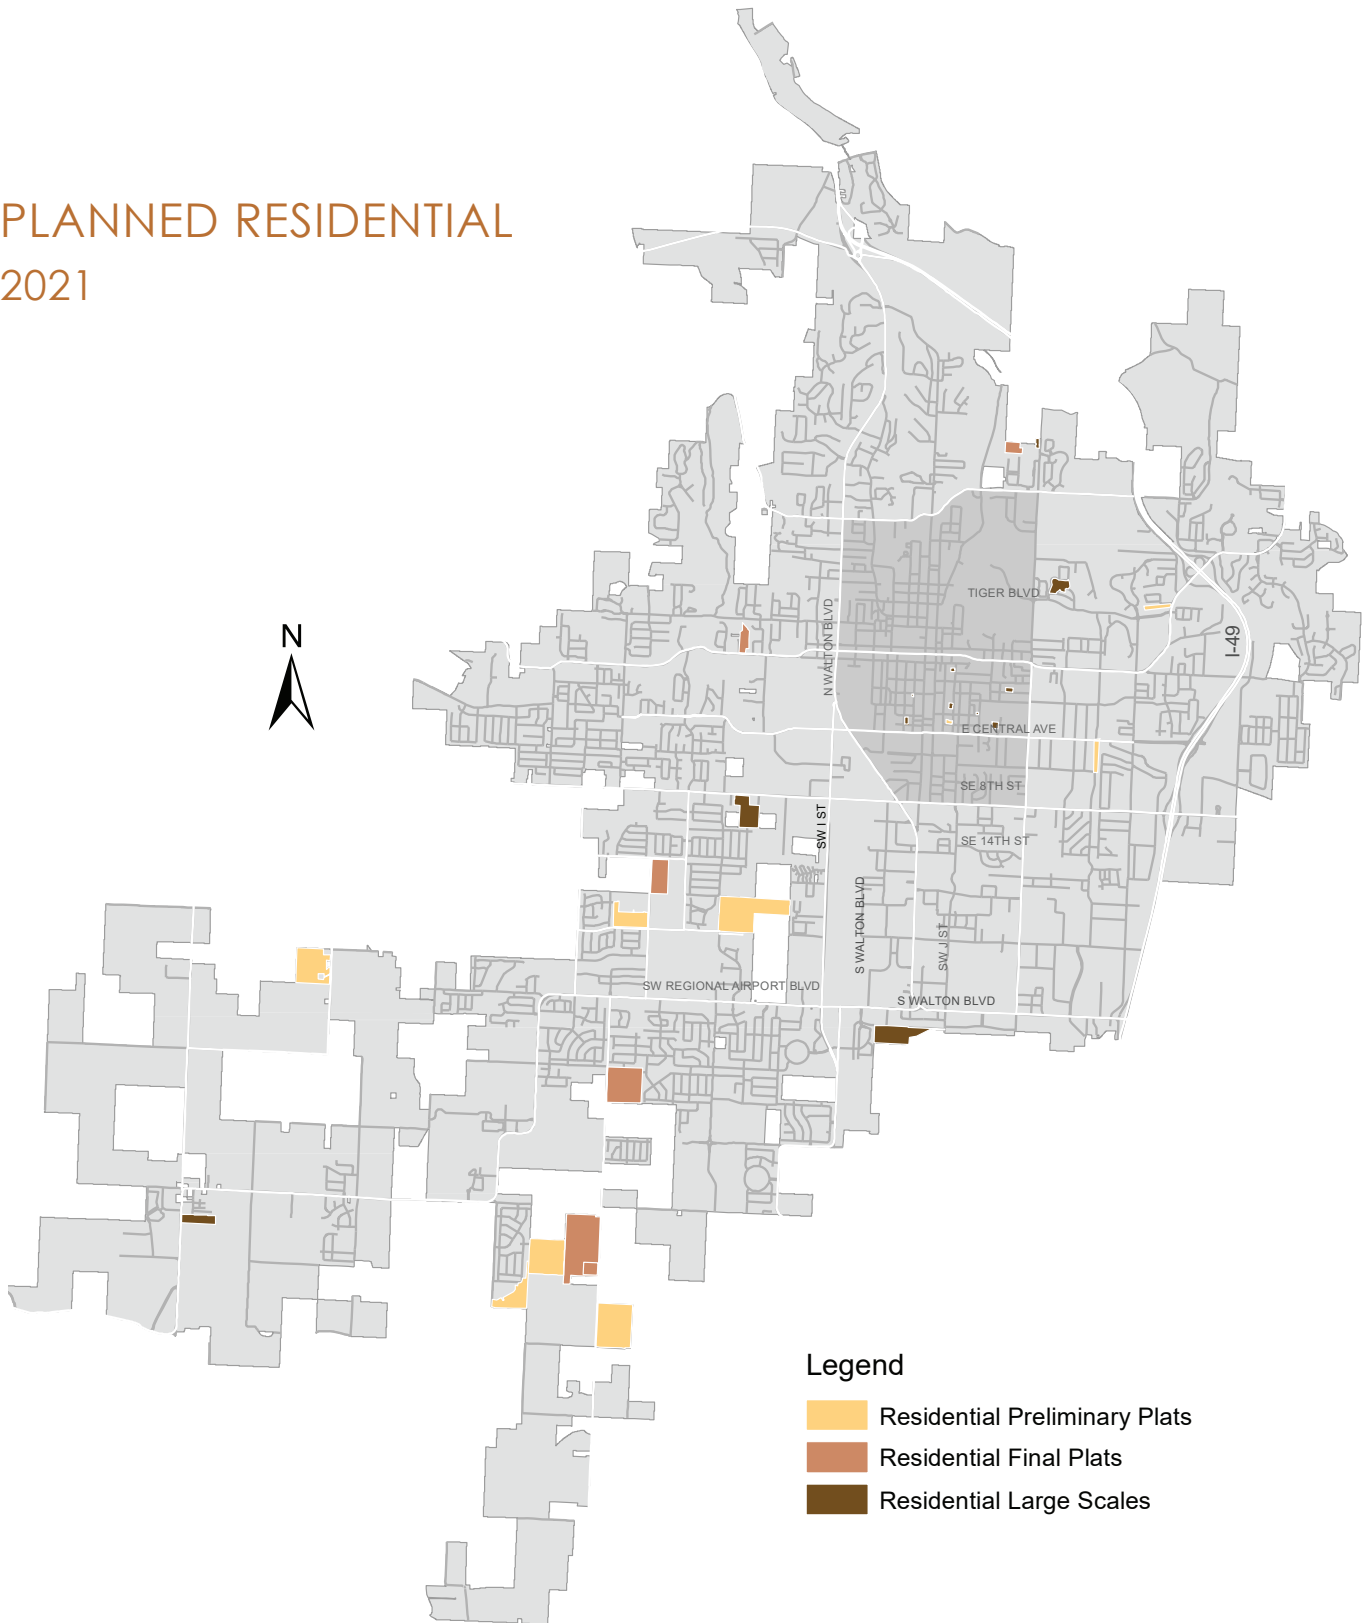 PLANNED RESIDENTIAL
2021
TIGER BLVD
N WALTON BLVD
I-49
N
E CENTRAL AVE
SE 8TH ST
SW I ST
SE 14TH ST
S WALTON BLVD
SW J ST
SW REGIONAL AIRPORT BLVD
S WALTON BLVD
Legend
Residential Preliminary Plats
Residential Final Plats
Residential Large Scales